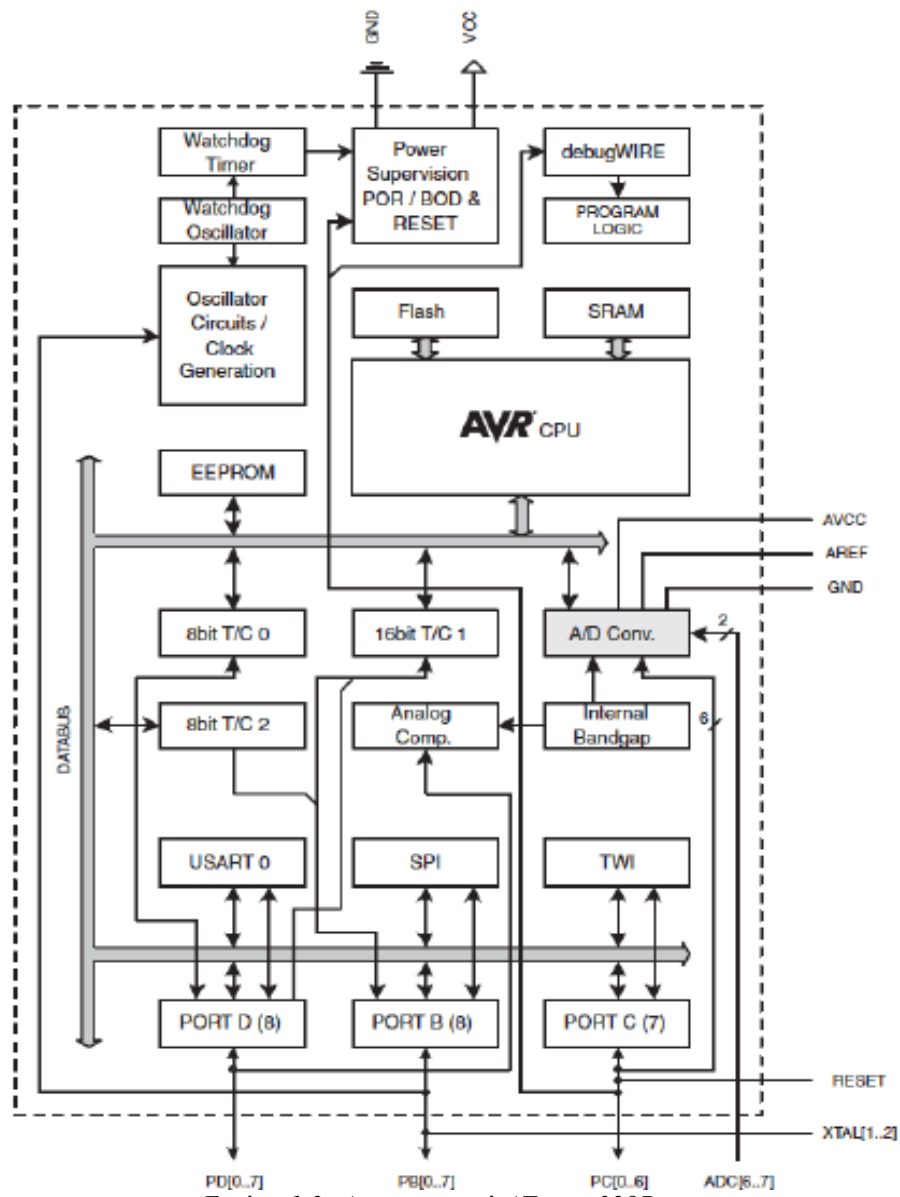 GND
VCC
Watchdog
Timer
Power
Supervision
POR / BOD &
RESET
debugWIRE
Watchdog
Oscillator
PROGRAM
LOGIC
Oscillator
Circuits /
Clock
Generation
Flash
SRAM
AVR CPU
EEPROM
AVCC
AREF
GND
8bit T/C 0
16bit T/C 1
A/D Conv.
2
DATABUS
8bit T/C 2
Analog
Comp.
Internal
Bandgap
6
USART 0
SPI
TWI
PORT D (8)
PORT B (8)
PORT C (7)
RESET
XTAL[1..2]
PD[0..7]
PB[0..7]
PC[0..6]
ADC[6..7]